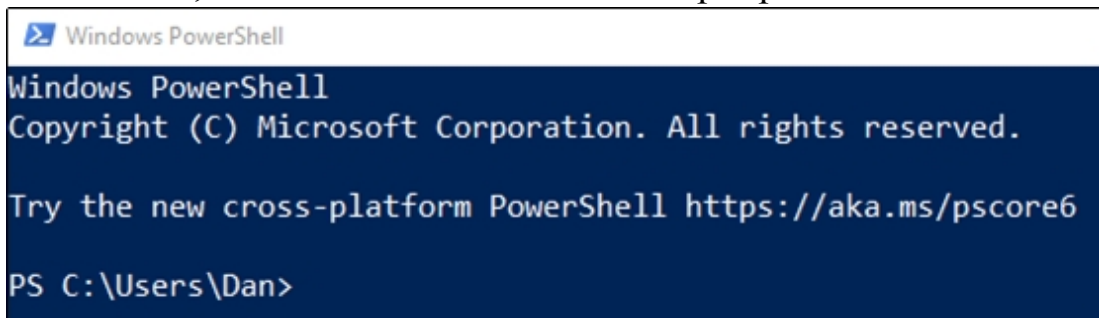 Windows PowerShell
Windows PowerShell
Copyright (C) Microsoft Corporation. All rights reserved.
Try the new cross-platform PowerShell https://aka.ms/pscore6
PS C:\Users\Dan>